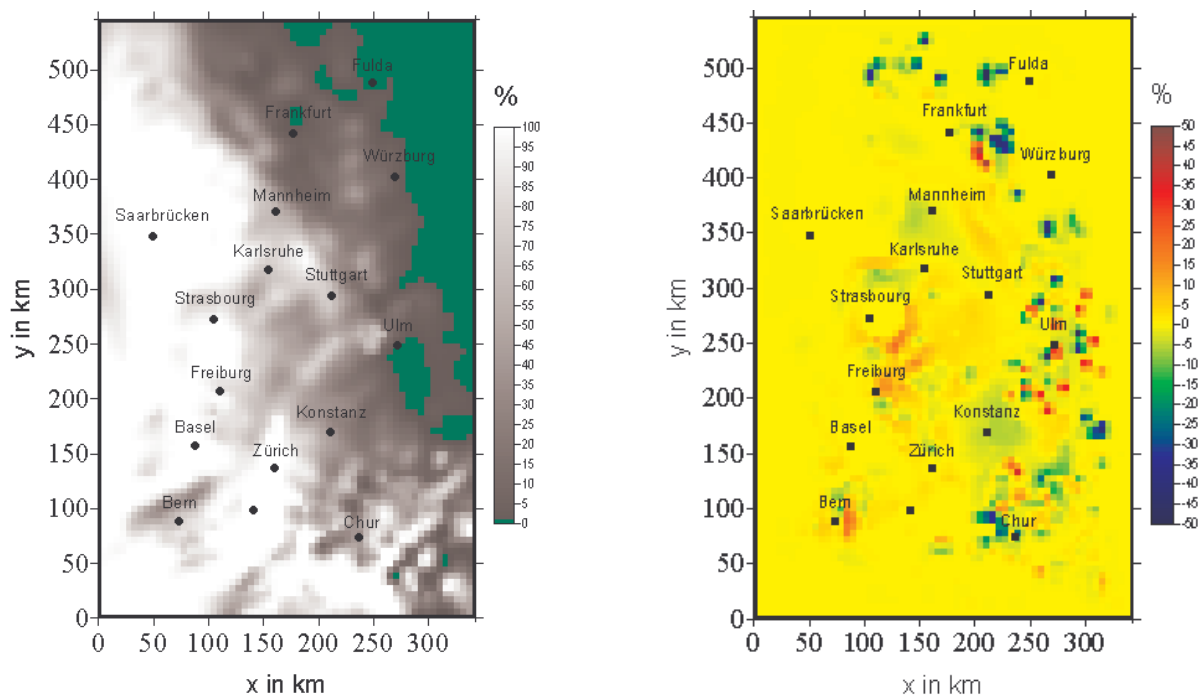 500
450
400
350
300
250
200
150
100
50
0
y in km
0 50 100 150 200 250 300
x in km
Fulda
Frankfurt
Würzburg
Mannheim
Saarbrücken
Karlsruhe
Stuttgart
Strasbourg
Ulm
Freiburg
Konstanz
Basel
Zürich
Bern
Chur
%
100
95
90
85
80
75
70
65
60
55
50
45
40
35
30
25
20
15
10
5
0
500
450
400
350
300
250
200
150
100
50
0
y in km
0 50 100 150 200 250 300
x in km
Fulda
Frankfurt
Würzburg
Mannheim
Saarbrücken
Karlsruhe
Stuttgart
Strasbourg
Ulm
Freiburg
Konstanz
Basel
Zürich
Bern
Chur
%
50
45
40
35
30
25
20
15
10
5
0
-5
-10
-15
-20
-25
-30
-35
-40
-45
-50